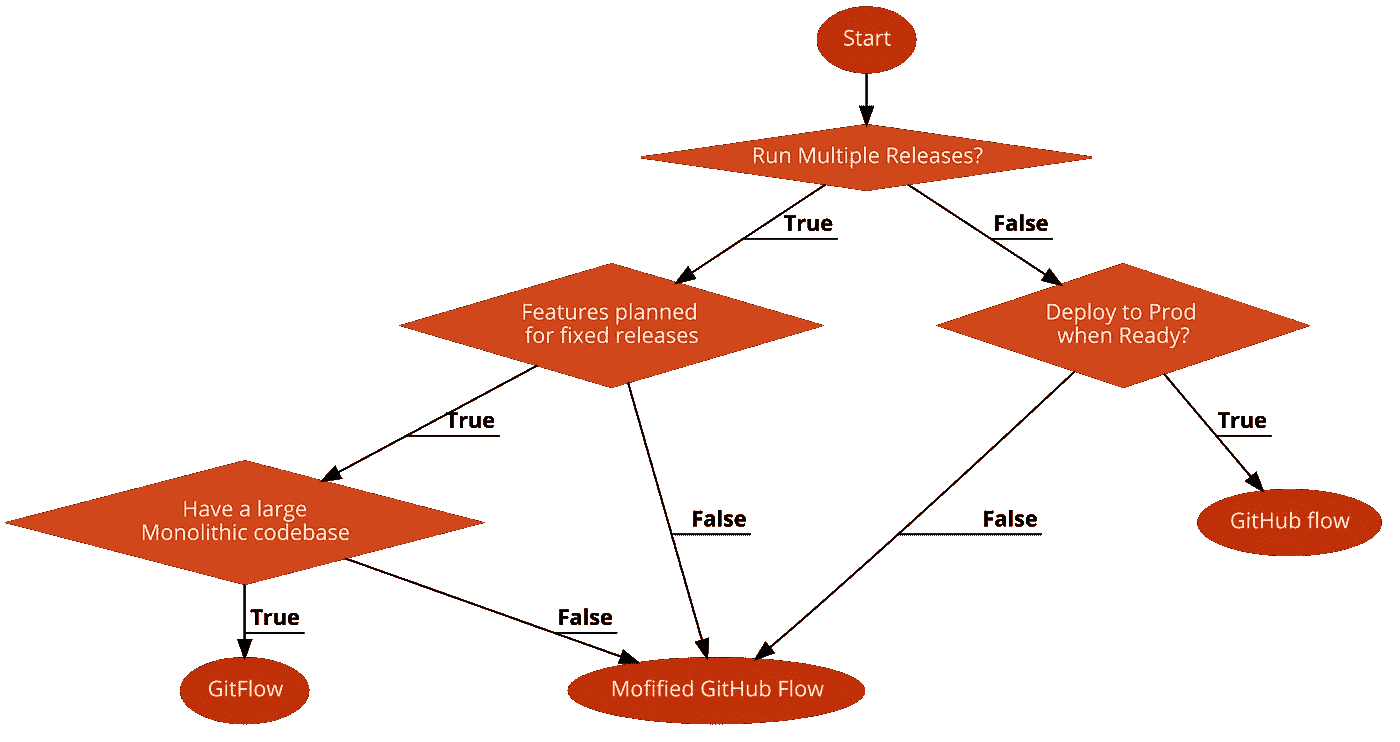 Start
Run Multiple Releases?
True
False
Features planned
for fixed releases
Deploy to Prod
when Ready?
True
True
Have a large
Monolithic codebase
False
False
GitHub flow
True
False
GitFlow
Mofified GitHub Flow